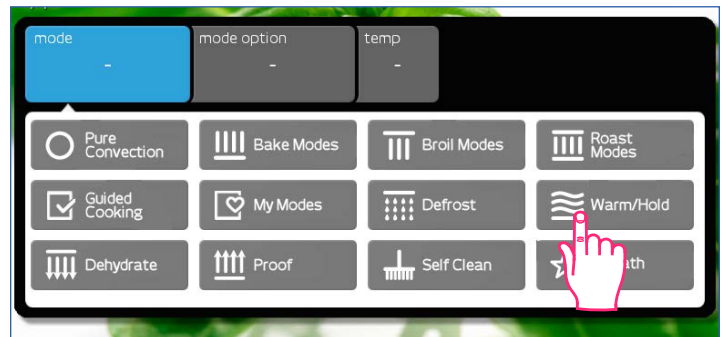 mode
mode option
temp
-
-
-
Pure
Convection
Bake Modes
Broil Modes
Roast
Modes
Guided
Cooking
My Modes
Defrost
Warm/Hold
Dehydrate
Proof
Self Clean